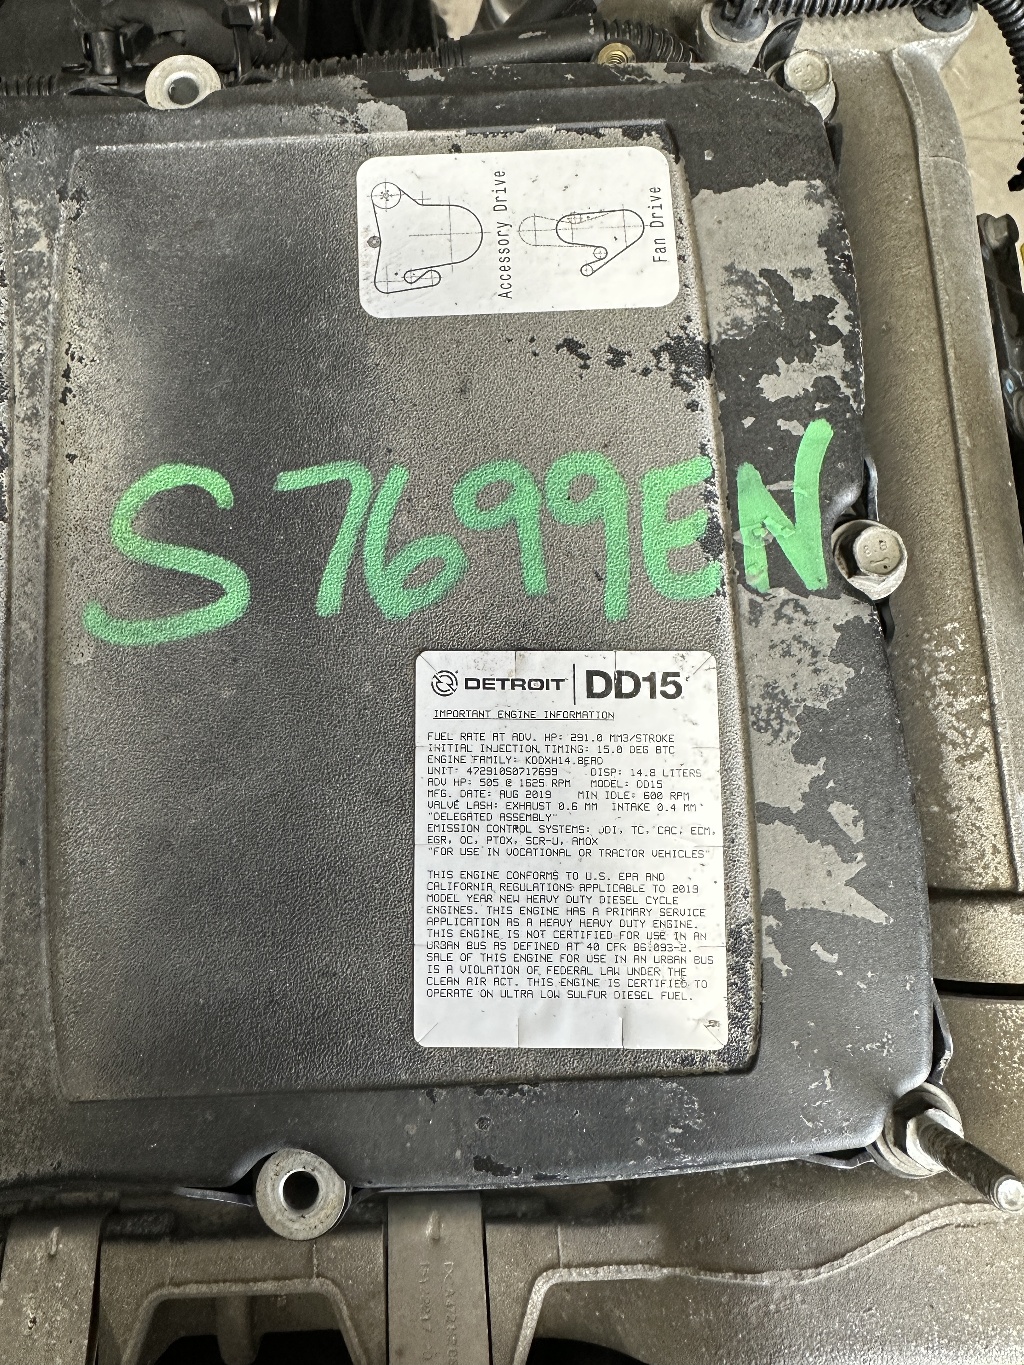 Accessory Drive
Fan Drive
S7699EN
DETROIT DD15
IMPORTANT ENGINE INFORMATION
FUEL RATE AT ADV. HP: 291.0 MM3/STROKE
INITIAL INJECTION TIMING: 15.0 DEG BTC
ENGINE FAMILY: KDDXH14.8EAD
UNIT: 472910S0717699 DISP: 14.8 LITERS
ADV HP: 505 @ 1625 RPM MODEL: DD15
MFG. DATE: AUG 2019 MIN IDLE: 600 RPM
VALVE LASH: EXHAUST 0.6 MM INTAKE 0.4 MM
"DELEGATED ASSEMBLY"
EMISSION CONTROL SYSTEMS: DDI, TC, CAC, ECM,
EGR, OC, PTOX, SCR-U, AMOX
"FOR USE IN VOCATIONAL OR TRACTOR VEHICLES"
THIS ENGINE CONFORMS TO U.S. EPA AND
CALIFORNIA REGULATIONS APPLICABLE TO 2019
MODEL YEAR NEW HEAVY DUTY DIESEL CYCLE
ENGINES. THIS ENGINE HAS A PRIMARY SERVICE
APPLICATION AS A HEAVY HEAVY DUTY ENGINE.
THIS ENGINE IS NOT CERTIFIED FOR USE IN AN
URBAN BUS AS DEFINED AT 40 CFR 86.093-2.
SALE OF THIS ENGINE FOR USE IN AN URBAN BUS
IS A VIOLATION OF FEDERAL LAW UNDER THE
CLEAN AIR ACT. THIS ENGINE IS CERTIFIED TO
OPERATE ON ULTRA LOW SULFUR DIESEL FUEL.